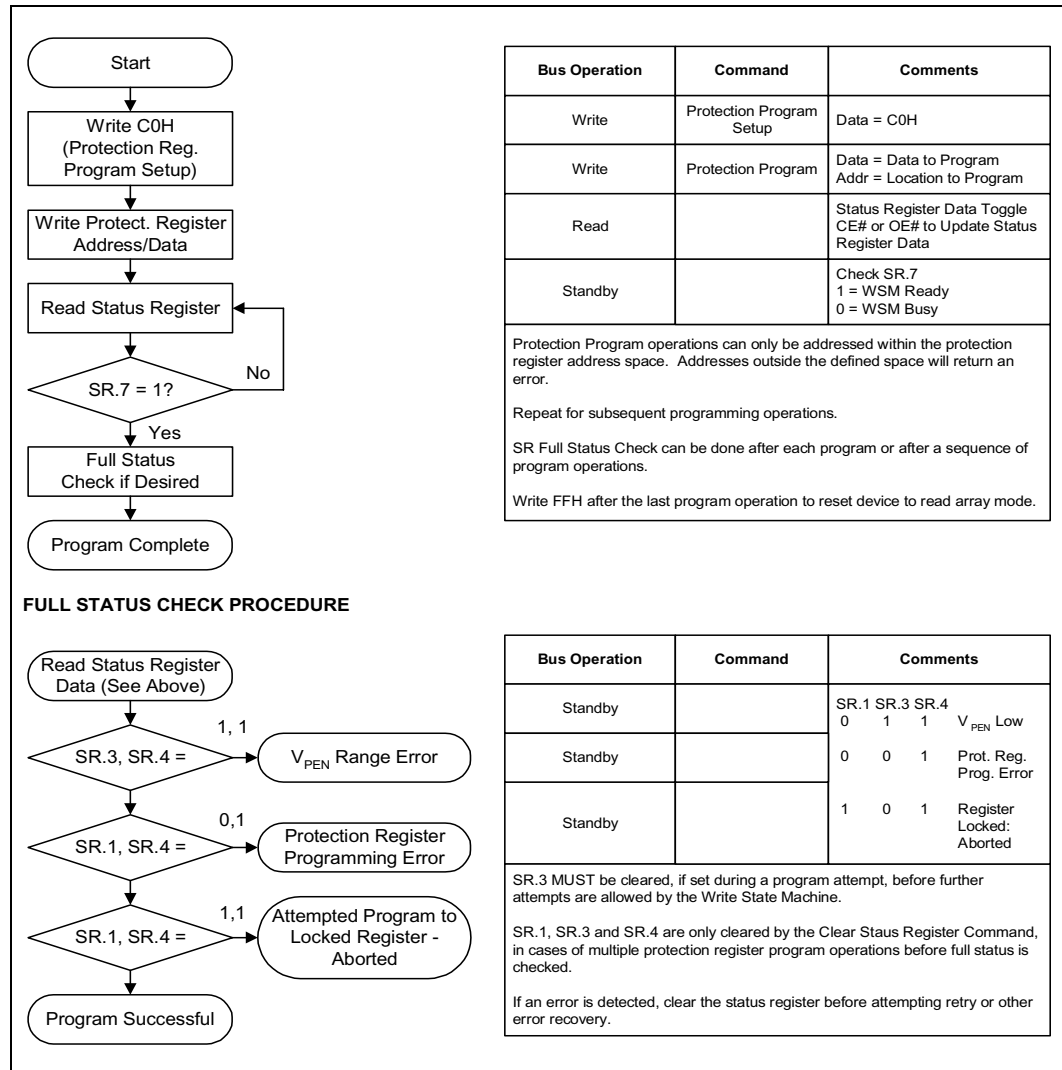 Start
Write C0H
(Protection Reg.
Program Setup)
Write Protect. Register
Address/Data
Read Status Register
SR.7 = 1?
No
Yes
Full Status
Check if Desired
Program Complete
Bus Operation Command Comments
Write Protection Program
Setup Data = C0H
Write Protection Program Data = Data to Program
Addr = Location to Program
Read Status Register Data Toggle
CE# or OE# to Update Status
Register Data
Standby Check SR.7
1 = WSM Ready
0 = WSM Busy
Protection Program operations can only be addressed within the protection
register address space. Addresses outside the defined space will return an
error.
Repeat for subsequent programming operations.
SR Full Status Check can be done after each program or after a sequence of
program operations.
Write FFH after the last program operation to reset device to read array mode.
FULL STATUS CHECK PROCEDURE
Read Status Register
Data (See Above)
SR.3, SR.4 =
1, 1
V PEN Range Error
SR.1, SR.4 =
0,1
Protection Register
Programming Error
SR.1, SR.4 =
1,1
Attempted Program to
Locked Register -
Aborted
Program Successful
Bus Operation Command Comments
Standby SR.1 SR.3 SR.4
0 1 1 V PEN Low
Standby 0 0 1 Prot. Reg.
Prog. Error
Standby 1 0 1 Register
Locked:
Aborted
SR.3 MUST be cleared, if set during a program attempt, before further
attempts are allowed by the Write State Machine.
SR.1, SR.3 and SR.4 are only cleared by the Clear Staus Register Command,
in cases of multiple protection register program operations before full status is
checked.
If an error is detected, clear the status register before attempting retry or other
error recovery.